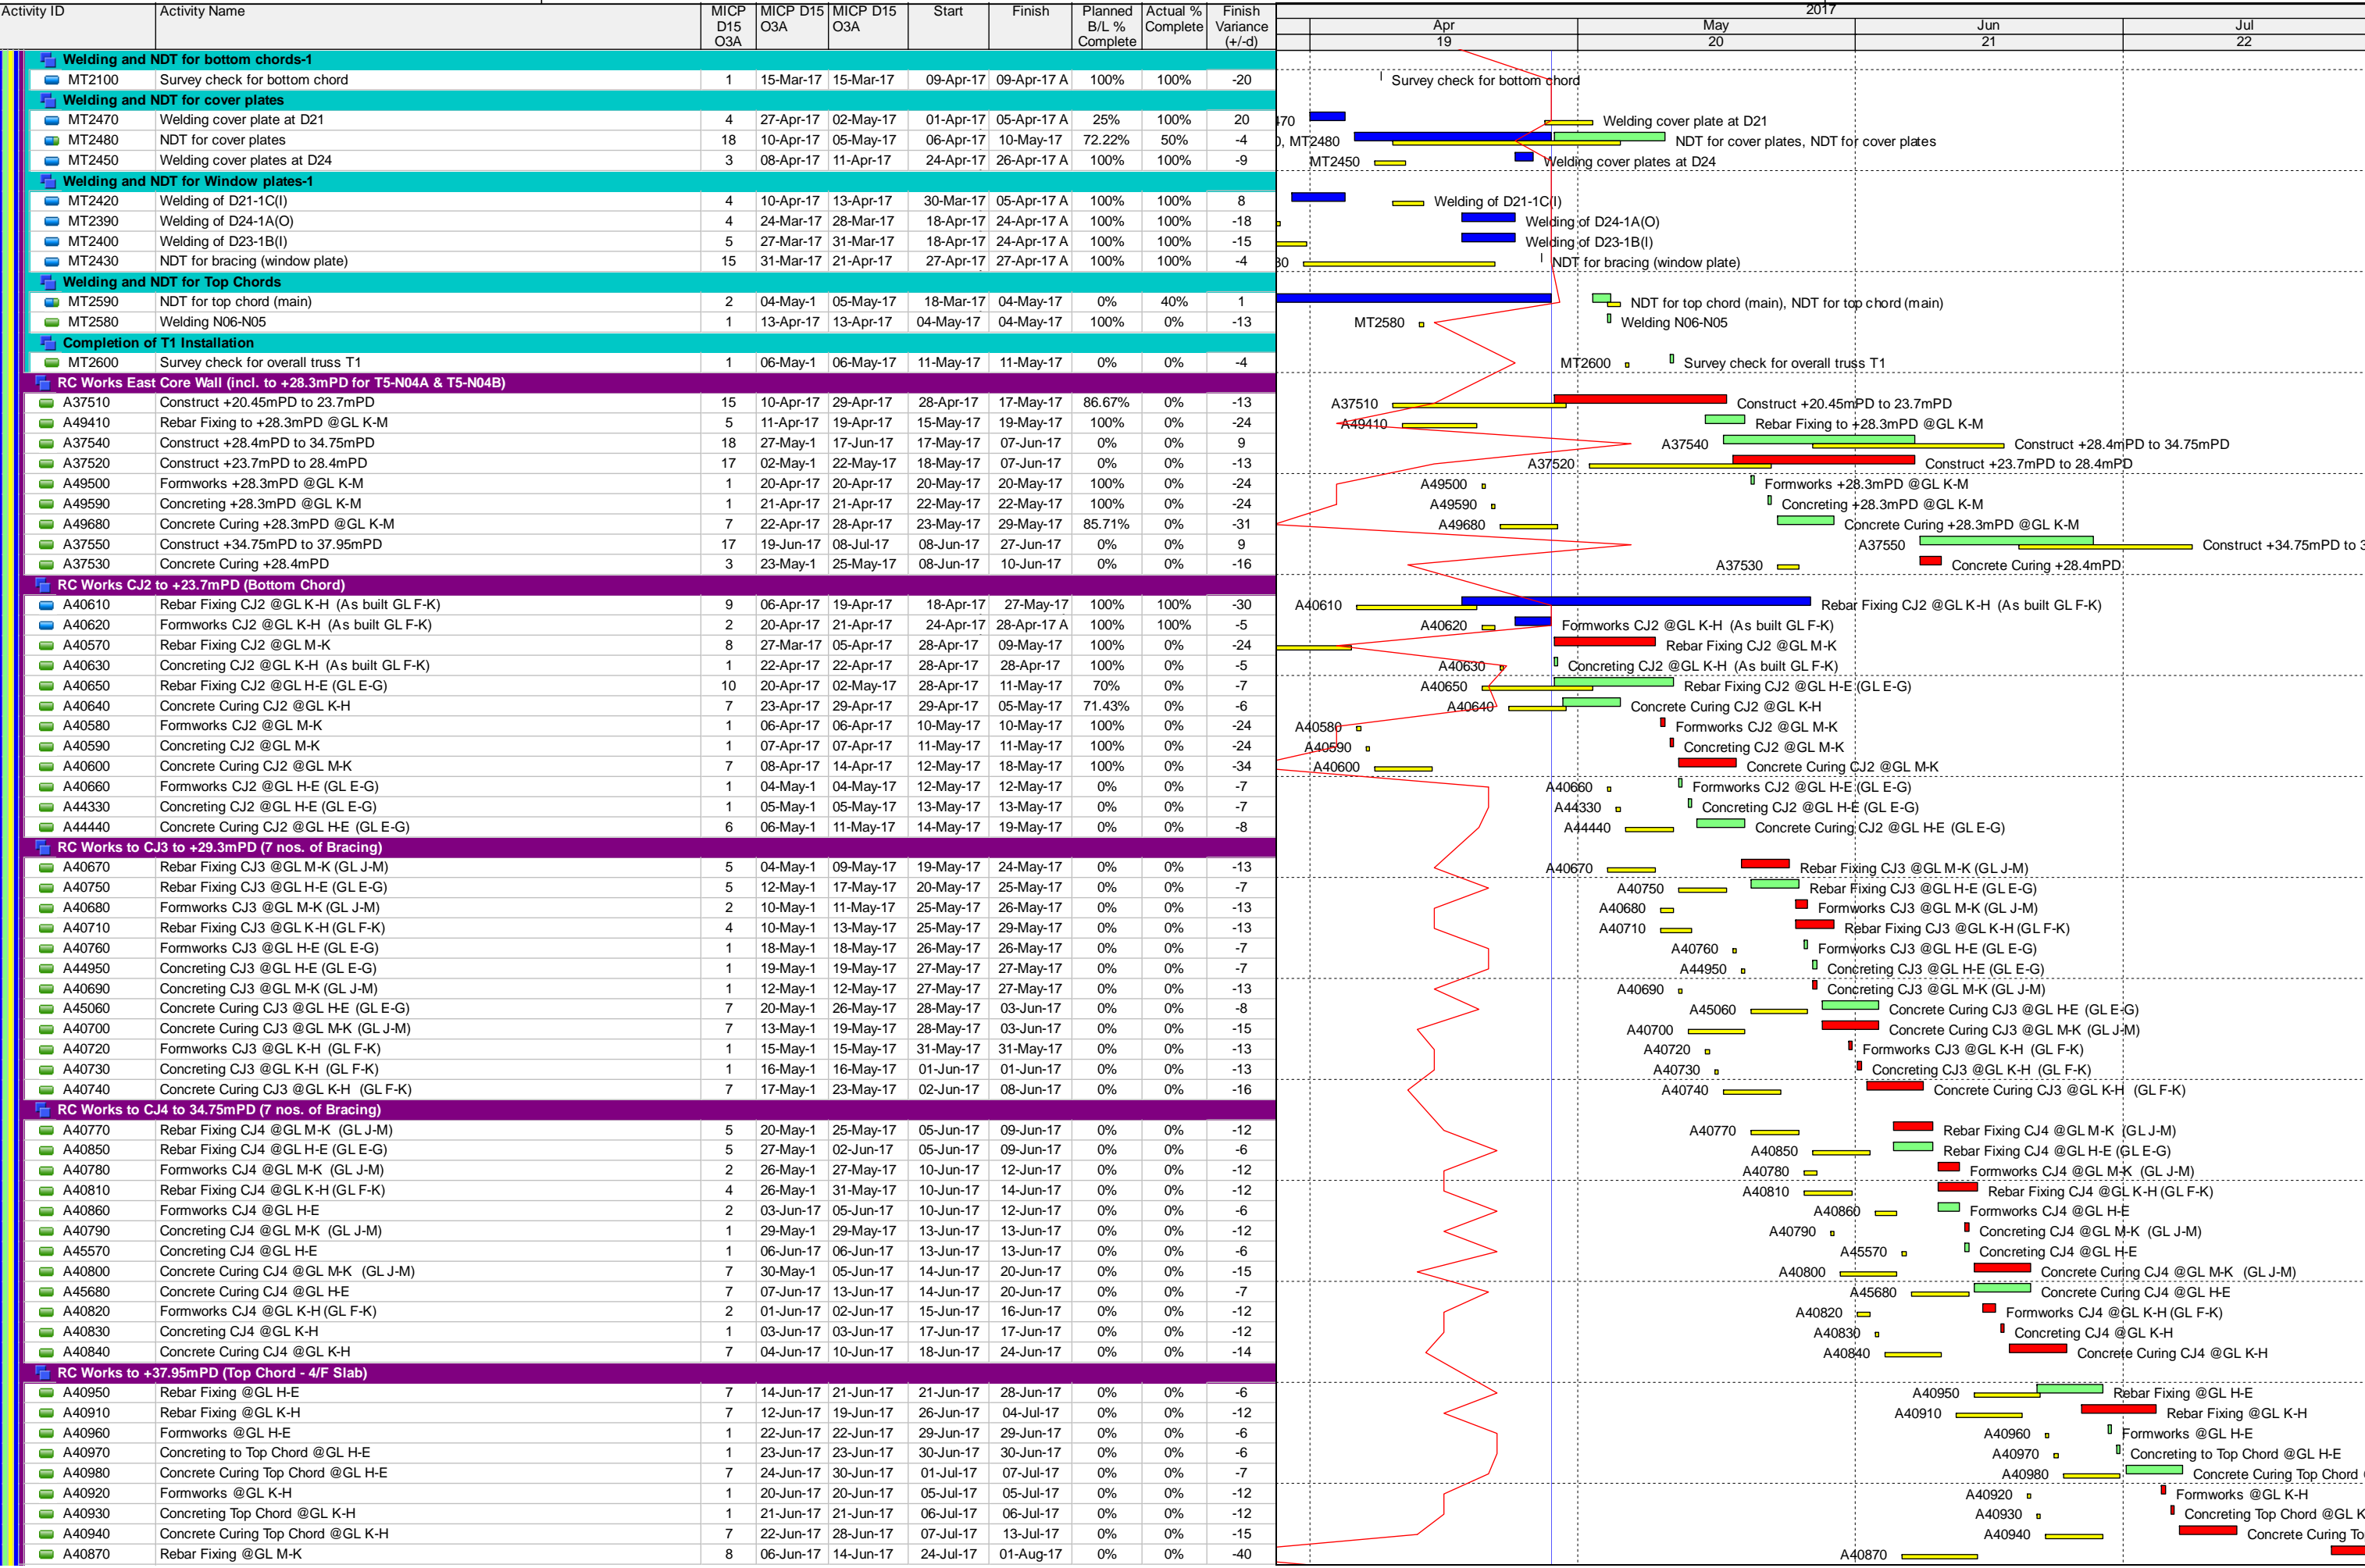 Activity ID Activity Name MICP D15 O3A MICP D15 O3A MICP D15 O3A Start Finish Planned B/L % Complete Actual % Complete Finish Variance (+/-d) 2017
Apr May Jun Jul
19 20 21 22
Welding and NDT for bottom chords-1
MT2100 Survey check for bottom chord 1 15-Mar-17 15-Mar-17 09-Apr-17 09-Apr-17 A 100% 100% -20 Survey check for bottom chord
Welding and NDT for cover plates
MT2470 Welding cover plate at D21 4 27-Apr-17 02-May-17 01-Apr-17 05-Apr-17 A 25% 100% 20 Welding cover plate at D21
MT2480 NDT for cover plates 18 10-Apr-17 05-May-17 06-Apr-17 10-May-17 72.22% 50% -4 , MT2480 NDT for cover plates, NDT for cover plates
MT2450 Welding cover plates at D24 3 08-Apr-17 11-Apr-17 24-Apr-17 26-Apr-17 A 100% 100% -9 MT2450 Welding cover plates at D24
Welding and NDT for Window plates-1
MT2420 Welding of D21-1C(I) 4 10-Apr-17 13-Apr-17 30-Mar-17 05-Apr-17 A 100% 100% 8 Welding of D21-1C(I)
MT2390 Welding of D24-1A(O) 4 24-Mar-17 28-Mar-17 18-Apr-17 24-Apr-17 A 100% 100% -18 Welding of D24-1A(O)
MT2400 Welding of D23-1B(I) 5 27-Mar-17 31-Mar-17 18-Apr-17 24-Apr-17 A 100% 100% -15 Welding of D23-1B(I)
MT2430 NDT for bracing (window plate) 15 31-Mar-17 21-Apr-17 27-Apr-17 27-Apr-17 A 100% 100% -4 NDT for bracing (window plate)
Welding and NDT for Top Chords
MT2590 NDT for top chord (main) 2 04-May-1 05-May-17 18-Mar-17 04-May-17 0% 40% 1 NDT for top chord (main), NDT for top chord (main)
MT2580 Welding N06-N05 1 13-Apr-17 13-Apr-17 04-May-17 04-May-17 100% 0% -13 MT2580 Welding N06-N05
Completion of T1 Installation
MT2600 Survey check for overall truss T1 1 06-May-1 06-May-17 11-May-17 11-May-17 0% 0% -4 MT2600 Survey check for overall truss T1
RC Works East Core Wall (incl. to +28.3mPD for T5-N04A & T5-N04B)
A37510 Construct +20.45mPD to 23.7mPD 15 10-Apr-17 29-Apr-17 28-Apr-17 17-May-17 86.67% 0% -13 A37510 Construct +20.45mPD to 23.7mPD
A49410 Rebar Fixing to +28.3mPD @GL K-M 5 11-Apr-17 19-Apr-17 15-May-17 19-May-17 100% 0% -24 A49410 Rebar Fixing to +28.3mPD @GL K-M
A37540 Construct +28.4mPD to 34.75mPD 18 27-May-1 17-Jun-17 17-May-17 07-Jun-17 0% 0% 9 A37540 Construct +28.4mPD to 34.75mPD
A37520 Construct +23.7mPD to 28.4mPD 17 02-May-1 22-May-17 18-May-17 07-Jun-17 0% 0% -13 A37520 Construct +23.7mPD to 28.4mPD
A49500 Formworks +28.3mPD @GL K-M 1 20-Apr-17 20-Apr-17 20-May-17 20-May-17 100% 0% -24 A49500 Formworks +28.3mPD @GL K-M
A49590 Concreting +28.3mPD @GL K-M 1 21-Apr-17 21-Apr-17 22-May-17 22-May-17 100% 0% -24 A49590 Concreting +28.3mPD @GL K-M
A49680 Concrete Curing +28.3mPD @GL K-M 7 22-Apr-17 28-Apr-17 23-May-17 29-May-17 85.71% 0% -31 A49680 Concrete Curing +28.3mPD @GL K-M
A37550 Construct +34.75mPD to 37.95mPD 17 19-Jun-17 08-Jul-17 08-Jun-17 27-Jun-17 0% 0% 9 A37550 Construct +34.75mPD to 3
A37530 Concrete Curing +28.4mPD 3 23-May-1 25-May-17 08-Jun-17 10-Jun-17 0% 0% -16 A37530 Concrete Curing +28.4mPD
RC Works CJ2 to +23.7mPD (Bottom Chord)
A40610 Rebar Fixing CJ2 @GL K-H (As built GL F-K) 9 06-Apr-17 19-Apr-17 18-Apr-17 27-May-17 100% 100% -30 A40610 Rebar Fixing CJ2 @GL K-H (As built GL F-K)
A40620 Formworks CJ2 @GL K-H (As built GL F-K) 2 20-Apr-17 21-Apr-17 24-Apr-17 28-Apr-17 A 100% 100% -5 A40620 Formworks CJ2 @GL K-H (As built GL F-K)
A40570 Rebar Fixing CJ2 @GL M-K 8 27-Mar-17 05-Apr-17 28-Apr-17 09-May-17 100% 0% -24 Rebar Fixing CJ2 @GL M-K
A40630 Concreting CJ2 @GL K-H (As built GL F-K) 1 22-Apr-17 22-Apr-17 28-Apr-17 28-Apr-17 100% 0% -5 A40630 Concreting CJ2 @GL K-H (As built GL F-K)
A40650 Rebar Fixing CJ2 @GL H-E (GL E-G) 10 20-Apr-17 02-May-17 28-Apr-17 11-May-17 70% 0% -7 A40650 Rebar Fixing CJ2 @GL H-E (GL E-G)
A40640 Concrete Curing CJ2 @GL K-H 7 23-Apr-17 29-Apr-17 29-Apr-17 05-May-17 71.43% 0% -6 A40640 Concrete Curing CJ2 @GL K-H
A40580 Formworks CJ2 @GL M-K 1 06-Apr-17 06-Apr-17 10-May-17 10-May-17 100% 0% -24 A40580 Formworks CJ2 @GL M-K
A40590 Concreting CJ2 @GL M-K 1 07-Apr-17 07-Apr-17 11-May-17 11-May-17 100% 0% -24 A40590 Concreting CJ2 @GL M-K
A40600 Concrete Curing CJ2 @GL M-K 7 08-Apr-17 14-Apr-17 12-May-17 18-May-17 100% 0% -34 A40600 Concrete Curing CJ2 @GL M-K
A40660 Formworks CJ2 @GL H-E (GL E-G) 1 04-May-1 04-May-17 12-May-17 12-May-17 0% 0% -7 A40660 Formworks CJ2 @GL H-E (GL E-G)
A44330 Concreting CJ2 @GL H-E (GL E-G) 1 05-May-1 05-May-17 13-May-17 13-May-17 0% 0% -7 A44330 Concreting CJ2 @GL H-E (GL E-G)
A44440 Concrete Curing CJ2 @GL H-E (GL E-G) 6 06-May-1 11-May-17 14-May-17 19-May-17 0% 0% -8 A44440 Concrete Curing CJ2 @GL H-E (GL E-G)
RC Works to CJ3 to +29.3mPD (7 nos. of Bracing)
A40670 Rebar Fixing CJ3 @GL M-K (GL J-M) 5 04-May-1 09-May-17 19-May-17 24-May-17 0% 0% -13 A40670 Rebar Fixing CJ3 @GL M-K (GL J-M)
A40750 Rebar Fixing CJ3 @GL H-E (GL E-G) 5 12-May-1 17-May-17 20-May-17 25-May-17 0% 0% -7 A40750 Rebar Fixing CJ3 @GL H-E (GL E-G)
A40680 Formworks CJ3 @GL M-K (GL J-M) 2 10-May-1 11-May-17 25-May-17 26-May-17 0% 0% -13 A40680 Formworks CJ3 @GL M-K (GL J-M)
A40710 Rebar Fixing CJ3 @GL K-H (GL F-K) 4 10-May-1 13-May-17 25-May-17 29-May-17 0% 0% -13 A40710 Rebar Fixing CJ3 @GL K-H (GL F-K)
A40760 Formworks CJ3 @GL H-E (GL E-G) 1 18-May-1 18-May-17 26-May-17 26-May-17 0% 0% -7 A40760 Formworks CJ3 @GL H-E (GL E-G)
A44950 Concreting CJ3 @GL H-E (GL E-G) 1 19-May-1 19-May-17 27-May-17 27-May-17 0% 0% -7 A44950 Concreting CJ3 @GL H-E (GL E-G)
A40690 Concreting CJ3 @GL M-K (GL J-M) 1 12-May-1 12-May-17 27-May-17 27-May-17 0% 0% -13 A40690 Concreting CJ3 @GL M-K (GL J-M)
A45060 Concrete Curing CJ3 @GL H-E (GL E-G) 7 20-May-1 26-May-17 28-May-17 03-Jun-17 0% 0% -8 A45060 Concrete Curing CJ3 @GL H-E (GL E-G)
A40700 Concrete Curing CJ3 @GL M-K (GL J-M) 7 13-May-1 19-May-17 28-May-17 03-Jun-17 0% 0% -15 A40700 Concrete Curing CJ3 @GL M-K (GL J-M)
A40720 Formworks CJ3 @GL K-H (GL F-K) 1 15-May-1 15-May-17 31-May-17 31-May-17 0% 0% -13 A40720 Formworks CJ3 @GL K-H (GL F-K)
A40730 Concreting CJ3 @GL K-H (GL F-K) 1 16-May-1 16-May-17 01-Jun-17 01-Jun-17 0% 0% -13 A40730 Concreting CJ3 @GL K-H (GL F-K)
A40740 Concrete Curing CJ3 @GL K-H (GL F-K) 7 17-May-1 23-May-17 02-Jun-17 08-Jun-17 0% 0% -16 A40740 Concrete Curing CJ3 @GL K-H (GL F-K)
RC Works to CJ4 to 34.75mPD (7 nos. of Bracing)
A40770 Rebar Fixing CJ4 @GL M-K (GL J-M) 5 20-May-1 25-May-17 05-Jun-17 09-Jun-17 0% 0% -12 A40770 Rebar Fixing CJ4 @GL M-K (GL J-M)
A40850 Rebar Fixing CJ4 @GL H-E (GL E-G) 5 27-May-1 02-Jun-17 05-Jun-17 09-Jun-17 0% 0% -6 A40850 Rebar Fixing CJ4 @GL H-E (GL E-G)
A40780 Formworks CJ4 @GL M-K (GL J-M) 2 26-May-1 27-May-17 10-Jun-17 12-Jun-17 0% 0% -12 A40780 Formworks CJ4 @GL M-K (GL J-M)
A40810 Rebar Fixing CJ4 @GL K-H (GL F-K) 4 26-May-1 31-May-17 10-Jun-17 14-Jun-17 0% 0% -12 A40810 Rebar Fixing CJ4 @GL K-H (GL F-K)
A40860 Formworks CJ4 @GL H-E 2 03-Jun-17 05-Jun-17 10-Jun-17 12-Jun-17 0% 0% -6 A40860 Formworks CJ4 @GL H-E
A40790 Concreting CJ4 @GL M-K (GL J-M) 1 29-May-1 29-May-17 13-Jun-17 13-Jun-17 0% 0% -12 A40790 Concreting CJ4 @GL M-K (GL J-M)
A45570 Concreting CJ4 @GL H-E 1 06-Jun-17 06-Jun-17 13-Jun-17 13-Jun-17 0% 0% -6 A45570 Concreting CJ4 @GL H-E
A40800 Concrete Curing CJ4 @GL M-K (GL J-M) 7 30-May-1 05-Jun-17 14-Jun-17 20-Jun-17 0% 0% -15 A40800 Concrete Curing CJ4 @GL M-K (GL J-M)
A45680 Concrete Curing CJ4 @GL H-E 7 07-Jun-17 13-Jun-17 14-Jun-17 20-Jun-17 0% 0% -7 A45680 Concrete Curing CJ4 @GL H-E
A40820 Formworks CJ4 @GL K-H (GL F-K) 2 01-Jun-17 02-Jun-17 15-Jun-17 16-Jun-17 0% 0% -12 A40820 Formworks CJ4 @GL K-H (GL F-K)
A40830 Concreting CJ4 @GL K-H 1 03-Jun-17 03-Jun-17 17-Jun-17 17-Jun-17 0% 0% -12 A40830 Concreting CJ4 @GL K-H
A40840 Concrete Curing CJ4 @GL K-H 7 04-Jun-17 10-Jun-17 18-Jun-17 24-Jun-17 0% 0% -14 A40840 Concrete Curing CJ4 @GL K-H
RC Works to +37.95mPD (Top Chord - 4/F Slab)
A40950 Rebar Fixing @GL H-E 7 14-Jun-17 21-Jun-17 21-Jun-17 28-Jun-17 0% 0% -6 A40950 Rebar Fixing @GL H-E
A40910 Rebar Fixing @GL K-H 7 12-Jun-17 19-Jun-17 26-Jun-17 04-Jul-17 0% 0% -12 A40910 Rebar Fixing @GL K-H
A40960 Formworks @GL H-E 1 22-Jun-17 22-Jun-17 29-Jun-17 29-Jun-17 0% 0% -6 A40960 Formworks @GL H-E
A40970 Concreting to Top Chord @GL H-E 1 23-Jun-17 23-Jun-17 30-Jun-17 30-Jun-17 0% 0% -6 A40970 Concreting to Top Chord @GL H-E
A40980 Concrete Curing Top Chord @GL H-E 7 24-Jun-17 30-Jun-17 01-Jul-17 07-Jul-17 0% 0% -7 A40980 Concrete Curing Top Chord
A40920 Formworks @GL K-H 1 20-Jun-17 20-Jun-17 05-Jul-17 05-Jul-17 0% 0% -12 A40920 Formworks @GL K-H
A40930 Concreting Top Chord @GL K-H 1 21-Jun-17 21-Jun-17 06-Jul-17 06-Jul-17 0% 0% -12 A40930 Concreting Top Chord @GL K
A40940 Concrete Curing Top Chord @GL K-H 7 22-Jun-17 28-Jun-17 07-Jul-17 13-Jul-17 0% 0% -15 A40940 Concrete Curing To
A40870 Rebar Fixing @GL M-K 8 06-Jun-17 14-Jun-17 24-Jul-17 01-Aug-17 0% 0% -40 A40870